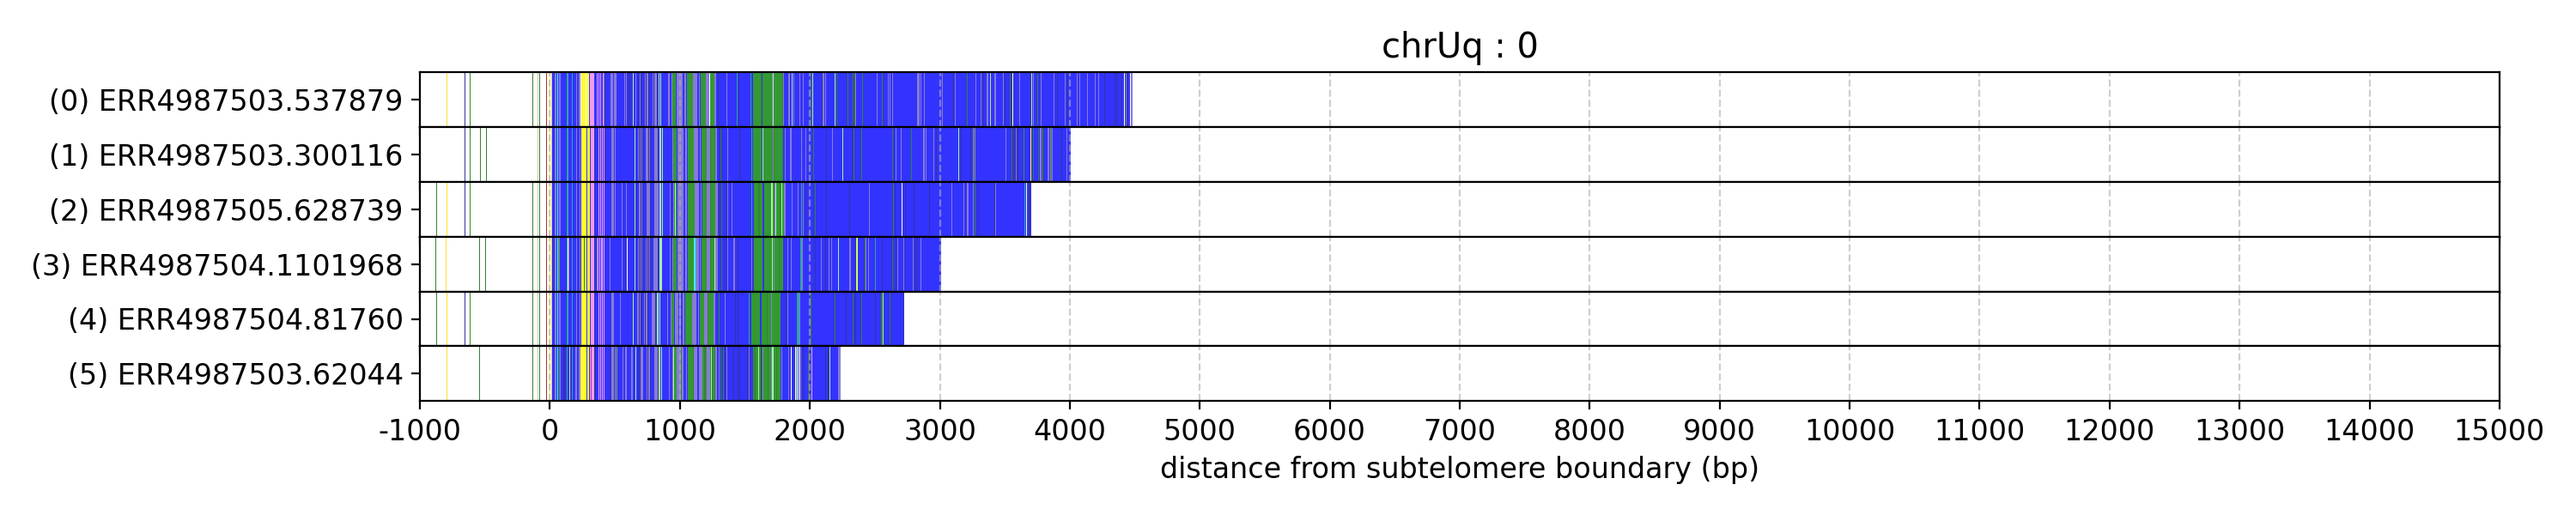 chrUq : 0
(0) ERR4987503.537879
(1) ERR4987503.300116
(2) ERR4987505.628739
(3) ERR4987504.1101968
(4) ERR4987504.81760
(5) ERR4987503.62044
-1000 0 1000 2000 3000 4000 5000 6000 7000 8000 9000 10000 11000 12000 13000 14000 15000
distance from subtelomere boundary (bp)